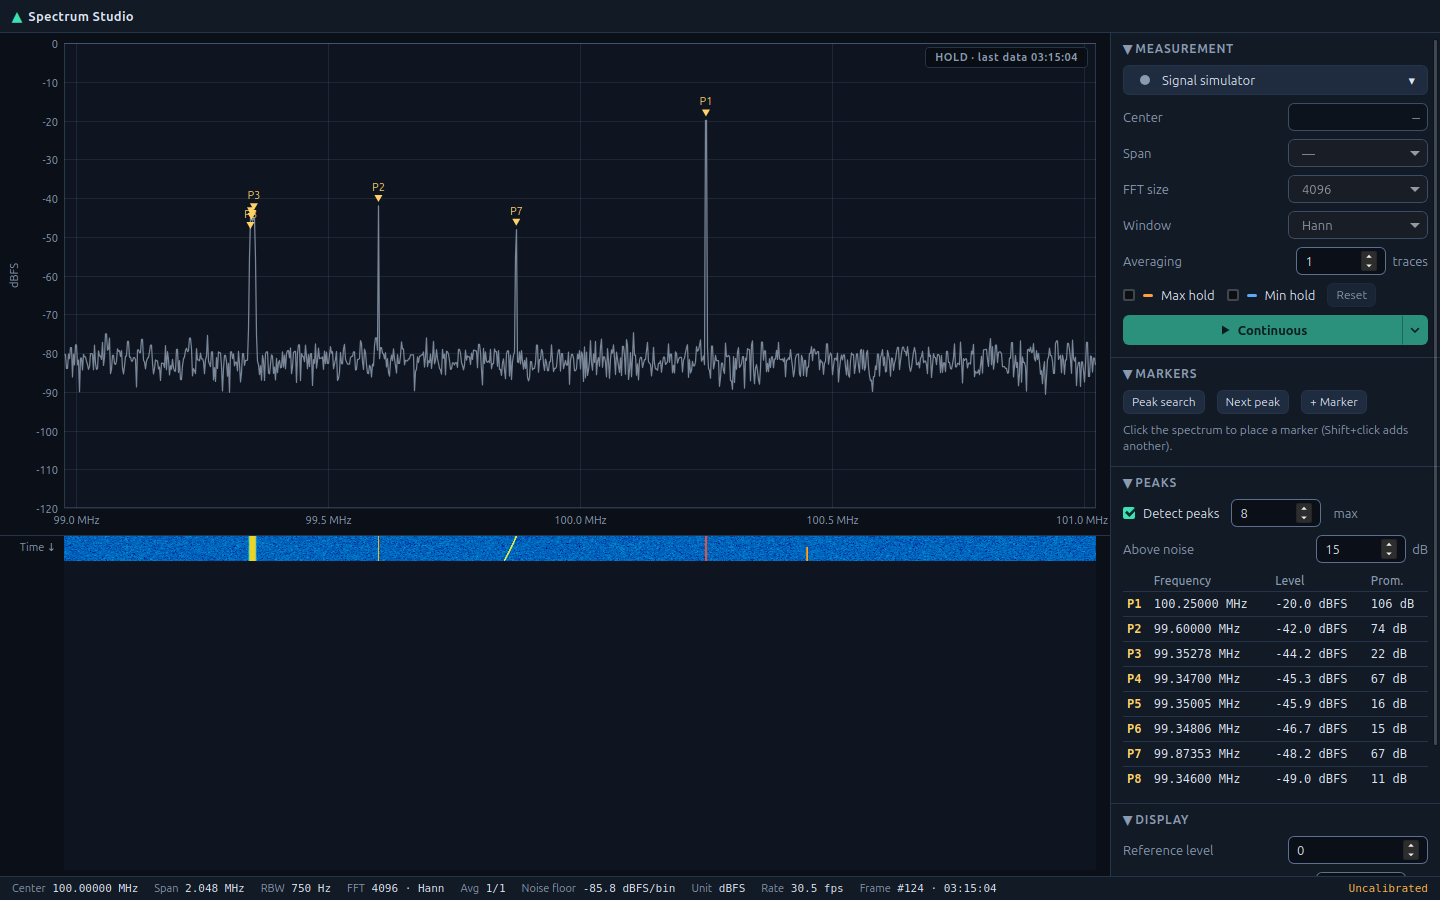 ▲ Spectrum Studio
HOLD · last data 03:15:04
0
-10
-20
-30
-40
-50
-60
-70
-80
-90
-100
-110
-120
dBFS
P1
P2
P3
P7
99.0 MHz 99.5 MHz 100.0 MHz 100.5 MHz 101.0 MHz
Time ↓
▼ MEASUREMENT
Signal simulator
Center –
Span —
FFT size 4096
Window Hann
Averaging 1 traces
Max hold Min hold Reset
Continuous
▼ MARKERS
Peak search Next peak + Marker
Click the spectrum to place a marker (Shift+click adds
another).
▼ PEAKS
Detect peaks 8 max
Above noise 15 dB
Frequency Level Prom.
P1 100.25000 MHz -20.0 dBFS 106 dB
P2 99.60000 MHz -42.0 dBFS 74 dB
P3 99.35278 MHz -44.2 dBFS 22 dB
P4 99.34700 MHz -45.3 dBFS 67 dB
P5 99.35005 MHz -45.9 dBFS 16 dB
P6 99.34806 MHz -46.7 dBFS 15 dB
P7 99.87353 MHz -48.2 dBFS 67 dB
P8 99.34600 MHz -49.0 dBFS 11 dB
▼ DISPLAY
Reference level 0
Center 100.00000 MHz Span 2.048 MHz RBW 750 Hz FFT 4096 · Hann Avg 1/1 Noise floor -85.8 dBFS/bin Unit dBFS Rate 30.5 fps Frame #124 · 03:15:04 Uncalibrated